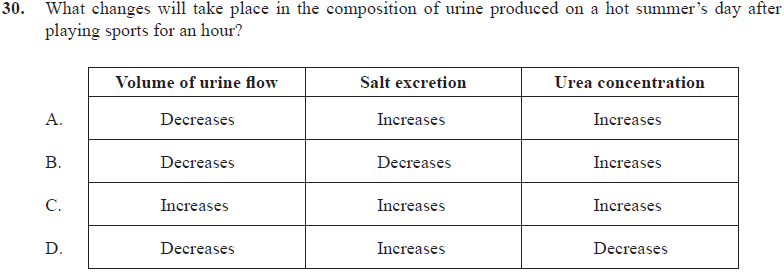 30. What changes will take place in the composition of urine produced on a hot summer’s day after
playing sports for an hour?
Volume of urine flow Salt excretion Urea concentration
A. Decreases Increases Increases
B. Decreases Decreases Increases
C. Increases Increases Increases
D. Decreases Increases Decreases